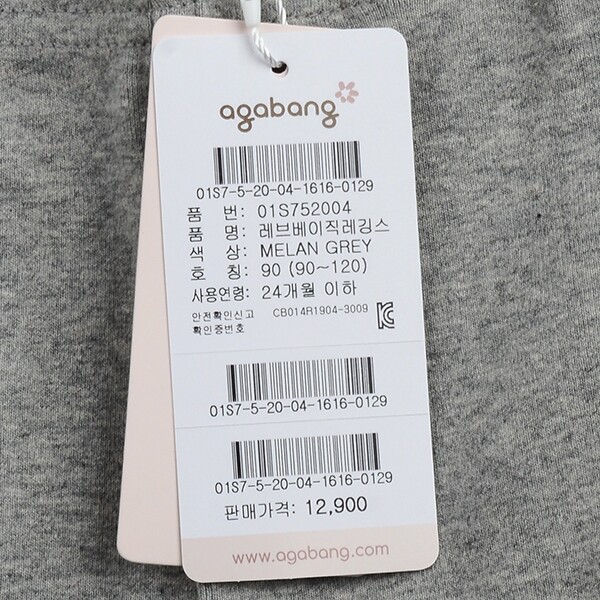 agabang
01S7-5-20-04-1616-0129
품 번: 01S752004
품 명: 레브베이직레깅스
색 상: MELAN GREY
호 칭: 90 (90~120)
사용연령: 24개월 이하
안전확인신고 CB014R1904-3009
확인증번호
01S7-5-20-04-1616-0129
01S7-5-20-04-1616-0129
판매가격: 12,900
www.agabang.com